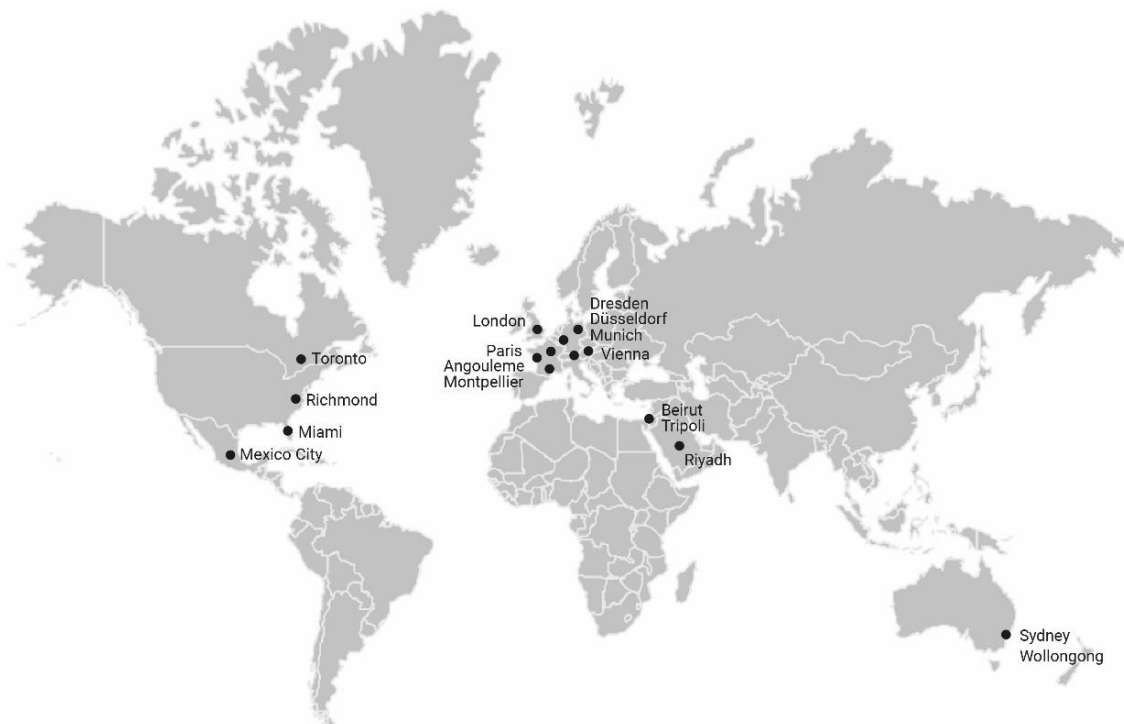 Dresden
Düsseldorf
Munich
London
Paris
Vienna
Angouleme
Montpellier
Toronto
Richmond
Miami
Mexico City
Beirut
Tripoli
Riyadh
Sydney
Wollongong